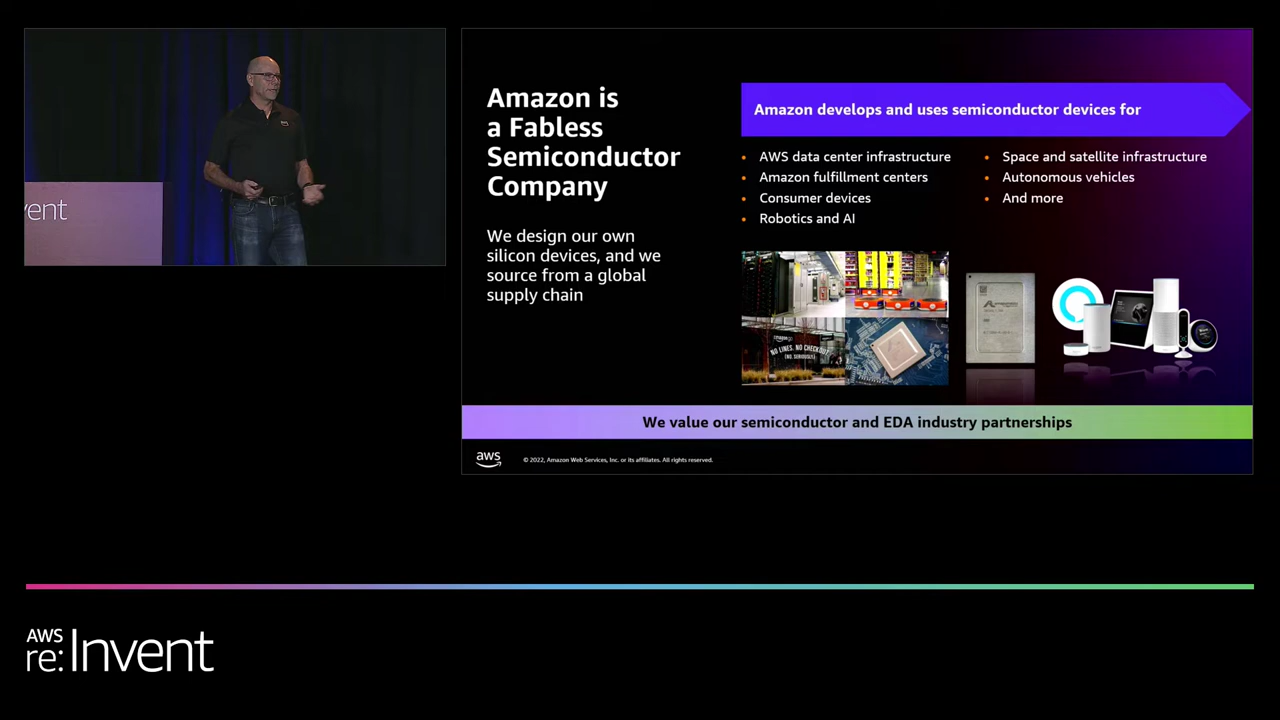 ent
Amazon is
a Fabless
Semiconductor
Company
We design our own
silicon devices, and we
source from a global
supply chain
Amazon develops and uses semiconductor devices for
• AWS data center infrastructure
• Amazon fulfillment centers
• Consumer devices
• Robotics and AI
• Space and satellite infrastructure
• Autonomous vehicles
• And more
NO LINES. NO CHECKOUT.
(NO, SERIOUSLY.)
We value our semiconductor and EDA industry partnerships
aws
© 2022, Amazon Web Services, Inc. or its affiliates. All rights reserved.
AWS
re:Invent